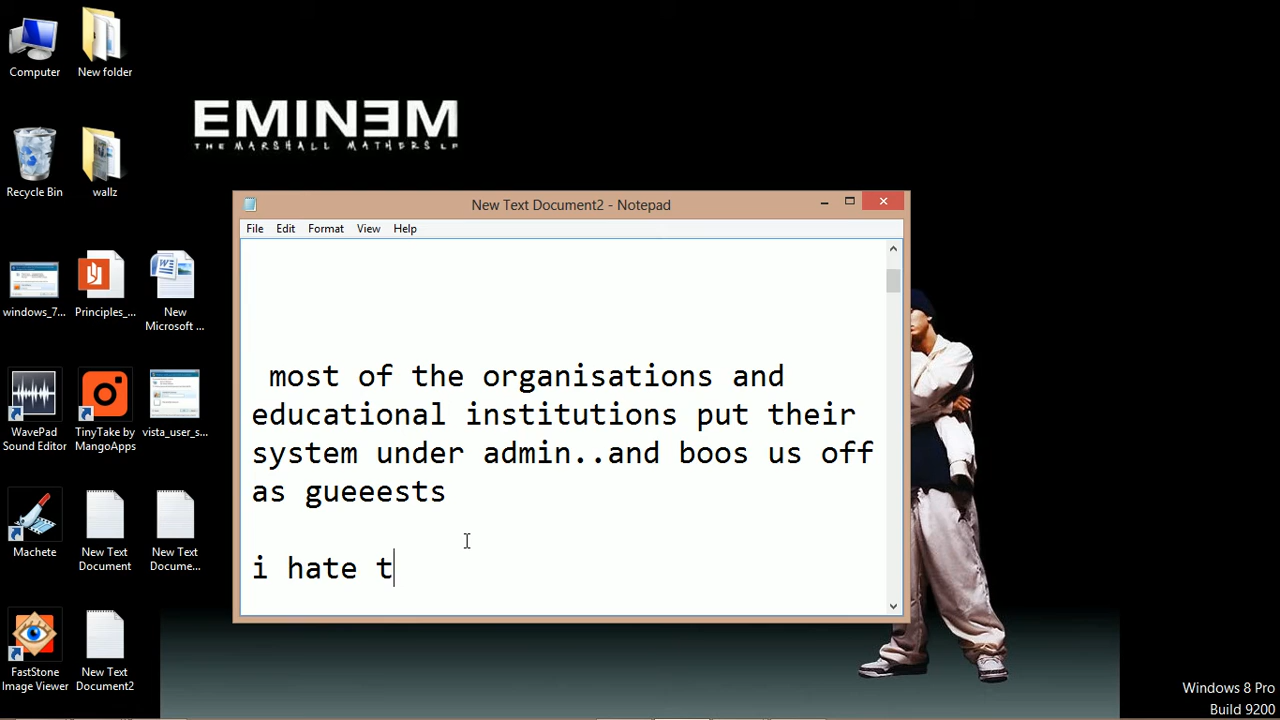 Computer
New folder
EMINEM
THE MARSHALL MATHERS LP
Recycle Bin
wallz
New Text Document2 - Notepad
File Edit Format View Help
windows_7...
Principles_...
New
Microsoft ...
most of the organisations and
educational institutions put their
system under admin..and boos us off
as gueeests
i hate t
WavePad
Sound Editor
TinyTake by
MangoApps
vista_user_s...
Machete
New Text
Document
New Text
Docume...
FastStone
Image Viewer
New Text
Document2
Windows 8 Pro
Build 9200